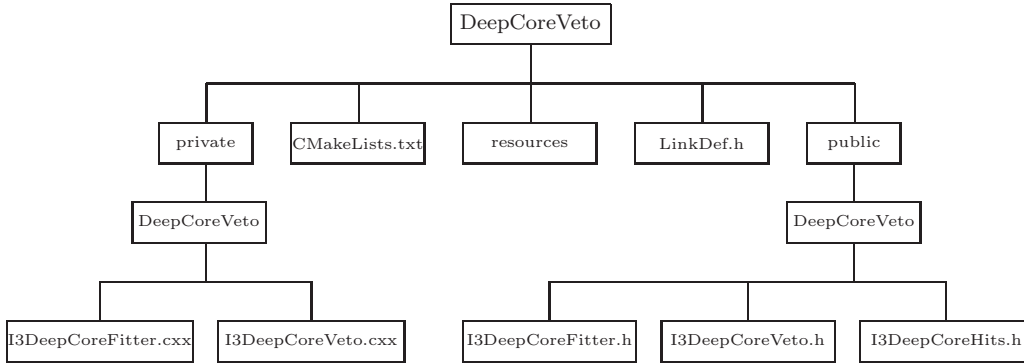 DeepCoreVeto
private CMakeLists.txt resources LinkDef.h public
DeepCoreVeto DeepCoreVeto
I3DeepCoreFitter.cxx I3DeepCoreVeto.cxx I3DeepCoreFitter.h I3DeepCoreVeto.h I3DeepCoreHits.h